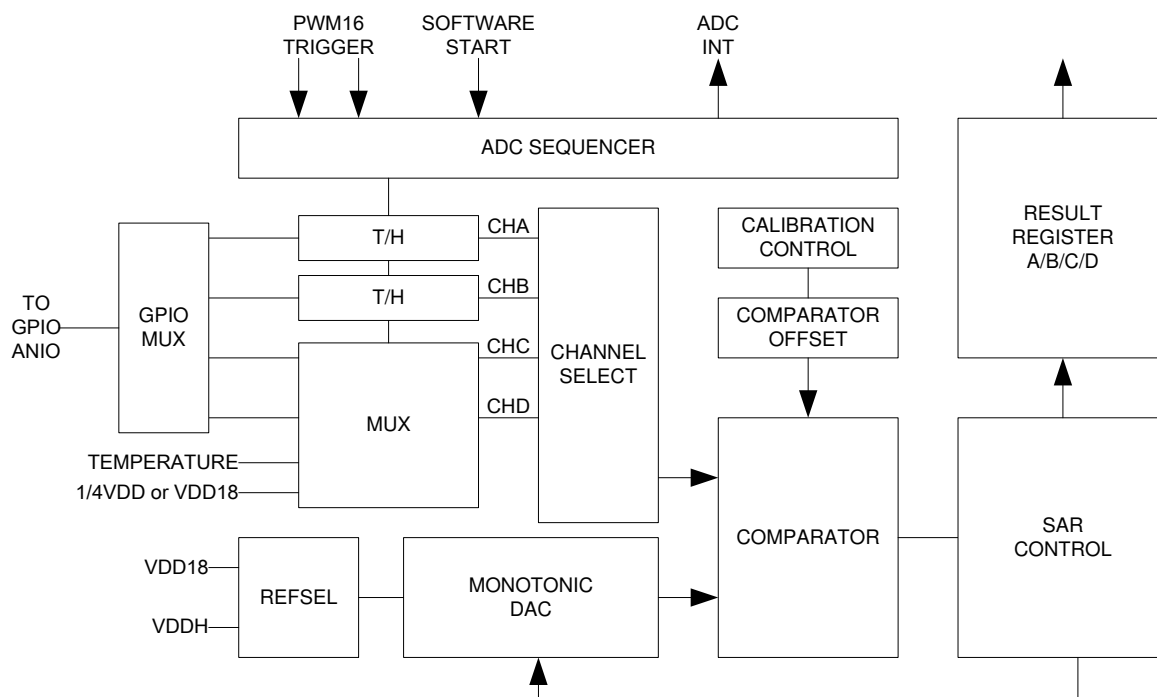 PWM16
TRIGGER
SOFTWARE
START
ADC
INT
ADC SEQUENCER
T/H
CHA
T/H
CHB
TO
GPIO
ANIO
GPIO
MUX
CHC
CHD
MUX
CHANNEL
SELECT
TEMPERATURE
1/4VDD or VDD18
CALIBRATION
CONTROL
COMPARATOR
OFFSET
RESULT
REGISTER
A/B/C/D
VDD18
VDDH
REFSEL
MONOTONIC
DAC
COMPARATOR
SAR
CONTROL